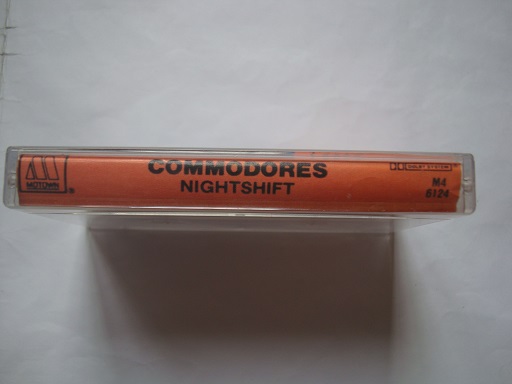 MOTOWN
®
COMMODORES
NIGHTSHIFT
DOLBY SYSTEM
M4
6124